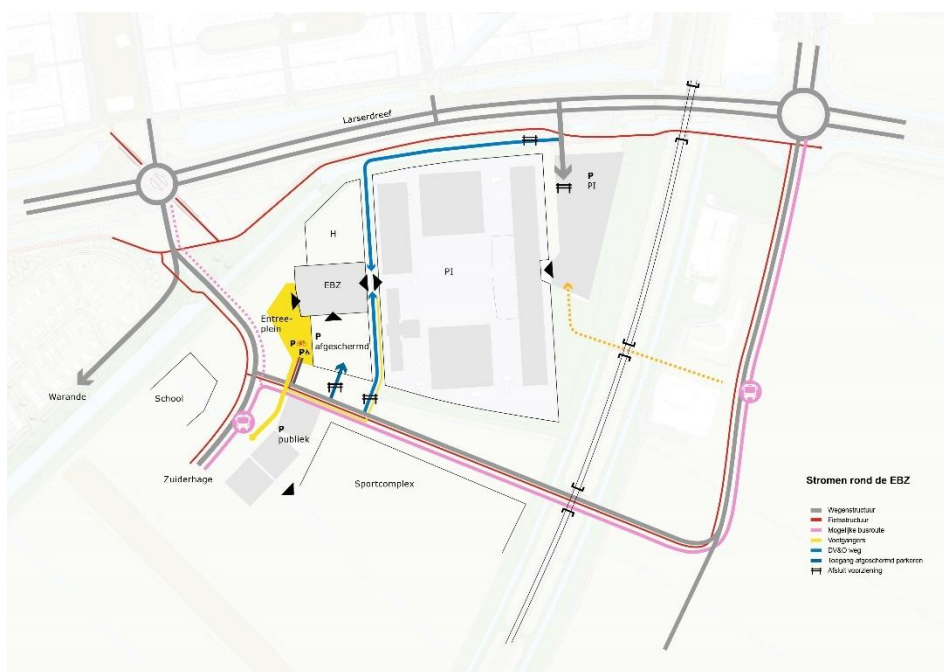 Larserdreef
P
PI
H
PI
EBZ
Entree-
plein
P
afgeschermd
P
P
Warande
School
P
publiek
Zuiderhage
Sportcomplex
Stromen rond de EBZ
Wegenstructuur
Fietsstructuur
Mogelijke busroute
Voetgangers
DV&O weg
Toegang afgeschermd parkeren
Afsluit voorziening